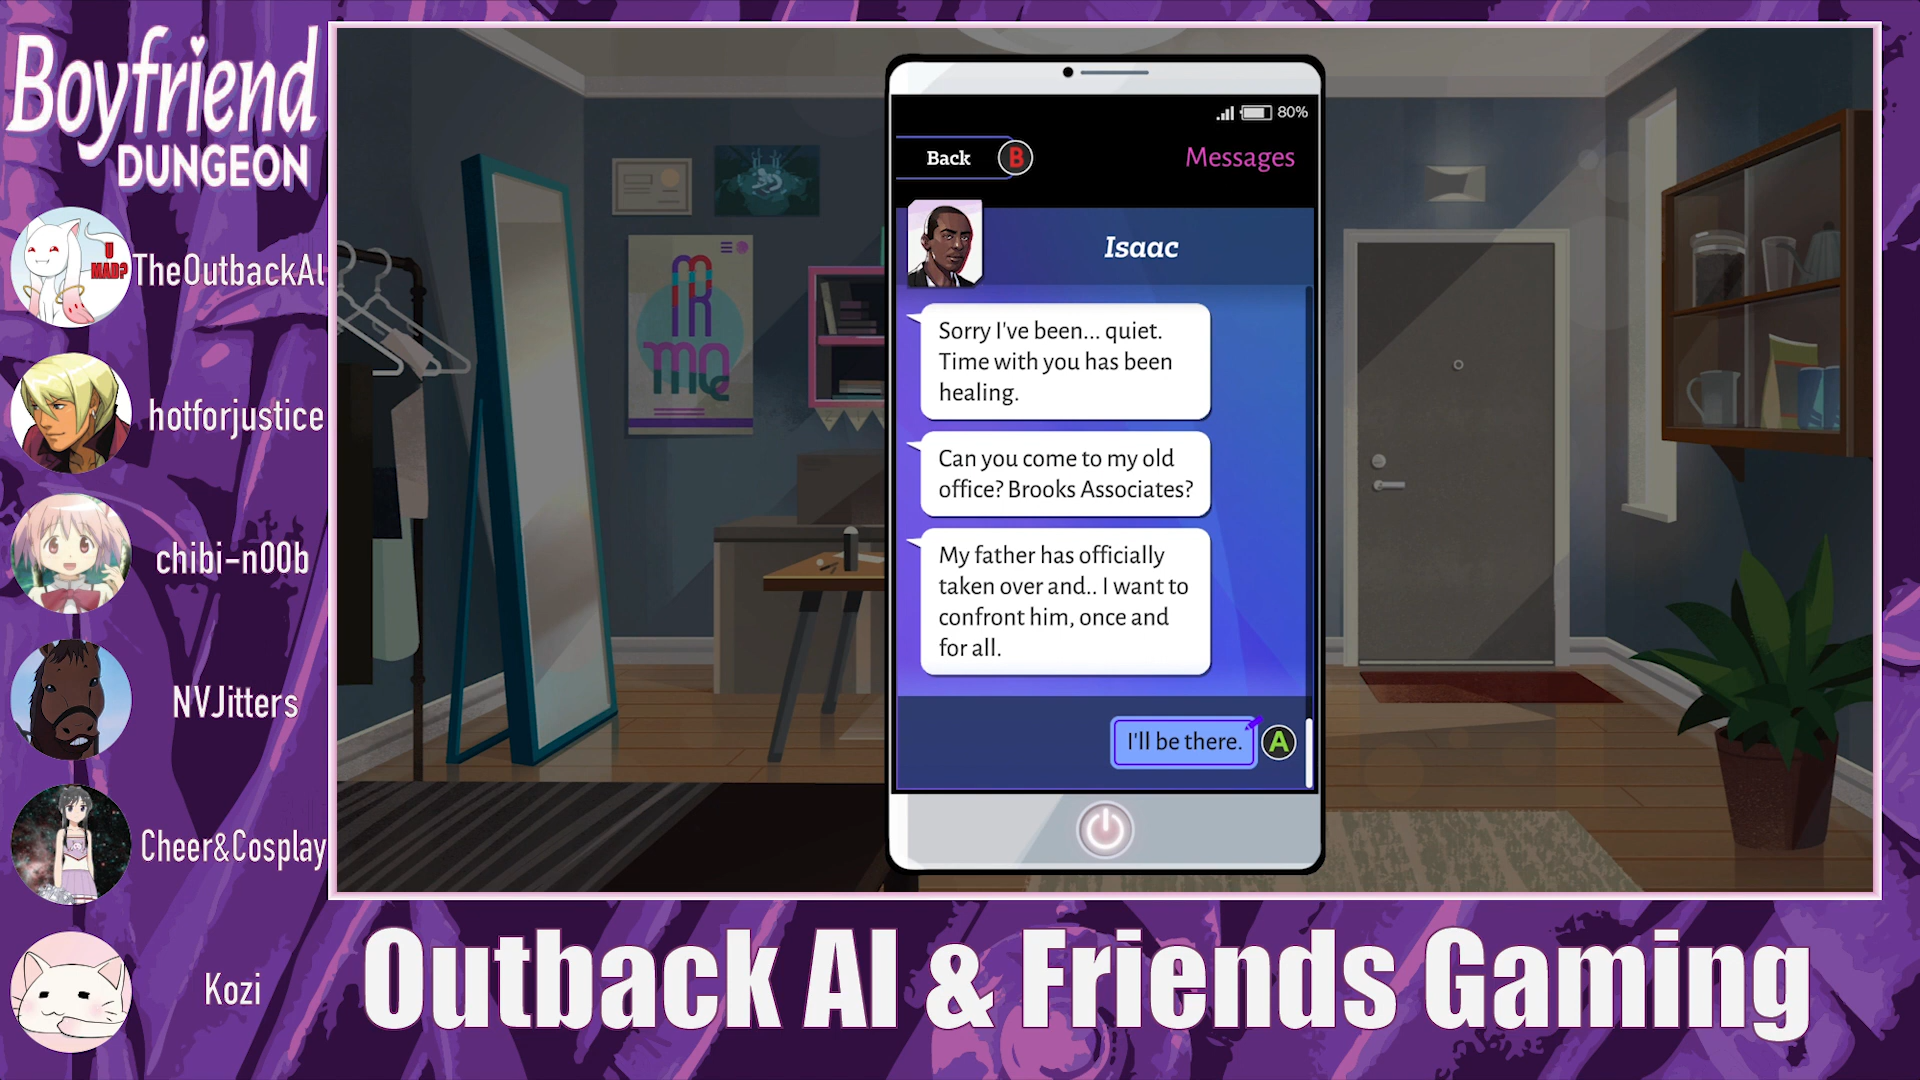 Boyfriend
DUNGEON
U
MAD?
TheOutbackAl
hotforjustice
chibi-n00b
NVJitters
Cheer&Cosplay
Kozi
80%
Back
B
Messages
Isaac
Sorry I've been... quiet.
Time with you has been
healing.
Can you come to my old
office? Brooks Associates?
My father has officially
taken over and.. I want to
confront him, once and
for all.
I'll be there.
A
Outback Al & Friends Gaming